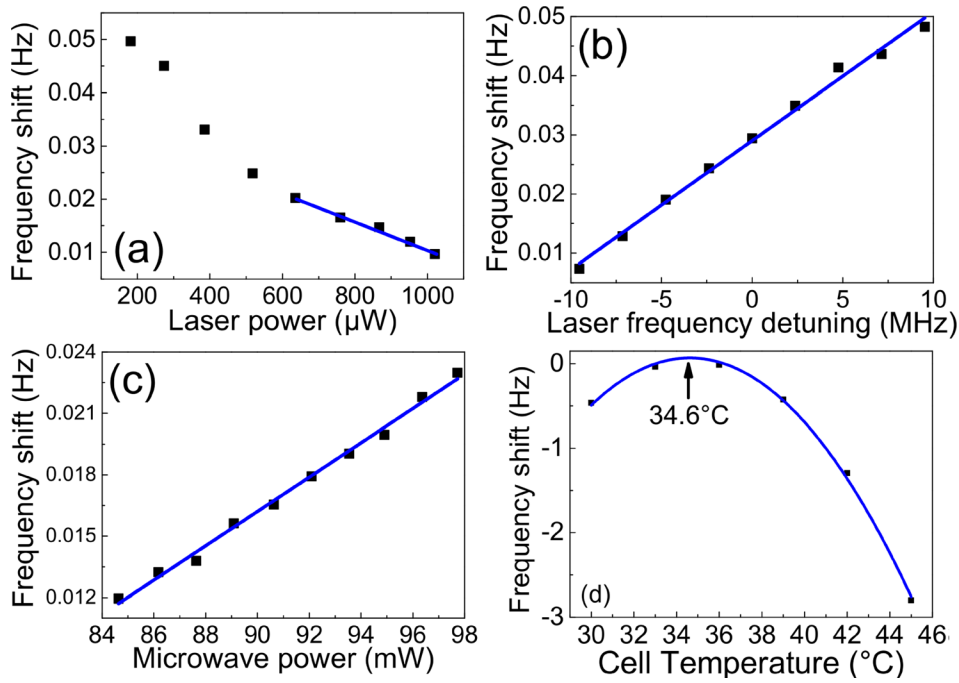 (a)
Frequency shift (Hz)
0.05
0.04
0.03
0.02
0.01
200 400 600 800 1000
Laser power (µW)
(b)
Frequency shift (Hz)
0.05
0.04
0.03
0.02
0.01
-10 -5 0 5 10
Laser frequency detuning (MHz)
(c)
Frequency shift (Hz)
0.024
0.021
0.018
0.015
0.012
84 86 88 90 92 94 96 98
Microwave power (mW)
(d)
Frequency shift (Hz)
0
-1
-2
-3
34.6°C
30 32 34 36 38 40 42 44 46
Cell Temperature (°C)